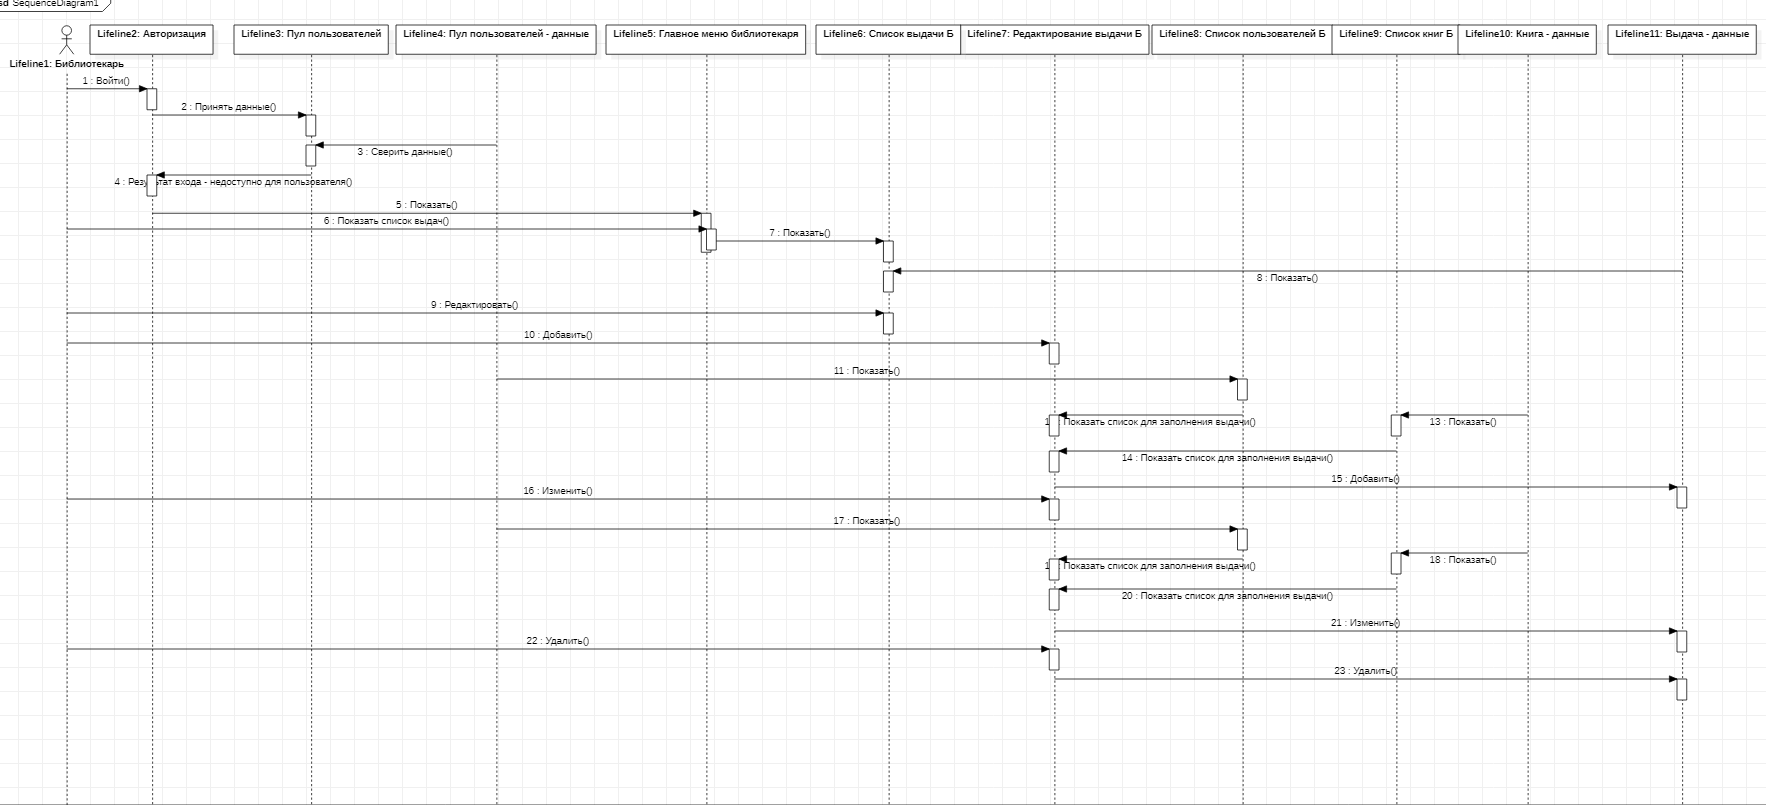 sd SequenceDiagram1
Lifeline2: Авторизация
Lifeline3: Пул пользователей
Lifeline4: Пул пользователей - данные
Lifeline5: Главное меню библиотекаря
Lifeline6: Список выдачи Б
Lifeline7: Редактирование выдачи Б
Lifeline8: Список пользователей Б
Lifeline9: Список книг Б
Lifeline10: Книга - данные
Lifeline11: Выдача - данные
Lifeline1: Библиотекарь
1 : Войти()
2 : Принять данные()
3 : Сверить данные()
4 : Результат входа - недоступно для пользователя()
5 : Показать()
6 : Показать список выдач()
7 : Показать()
8 : Показать()
9 : Редактировать()
10 : Добавить()
11 : Показать()
Показать список для заполнения выдачи()
13 : Показать()
14 : Показать список для заполнения выдачи()
15 : Добавить()
16 : Изменить()
17 : Показать()
Показать список для заполнения выдачи()
18 : Показать()
20 : Показать список для заполнения выдачи()
21 : Изменить()
22 : Удалить()
23 : Удалить()